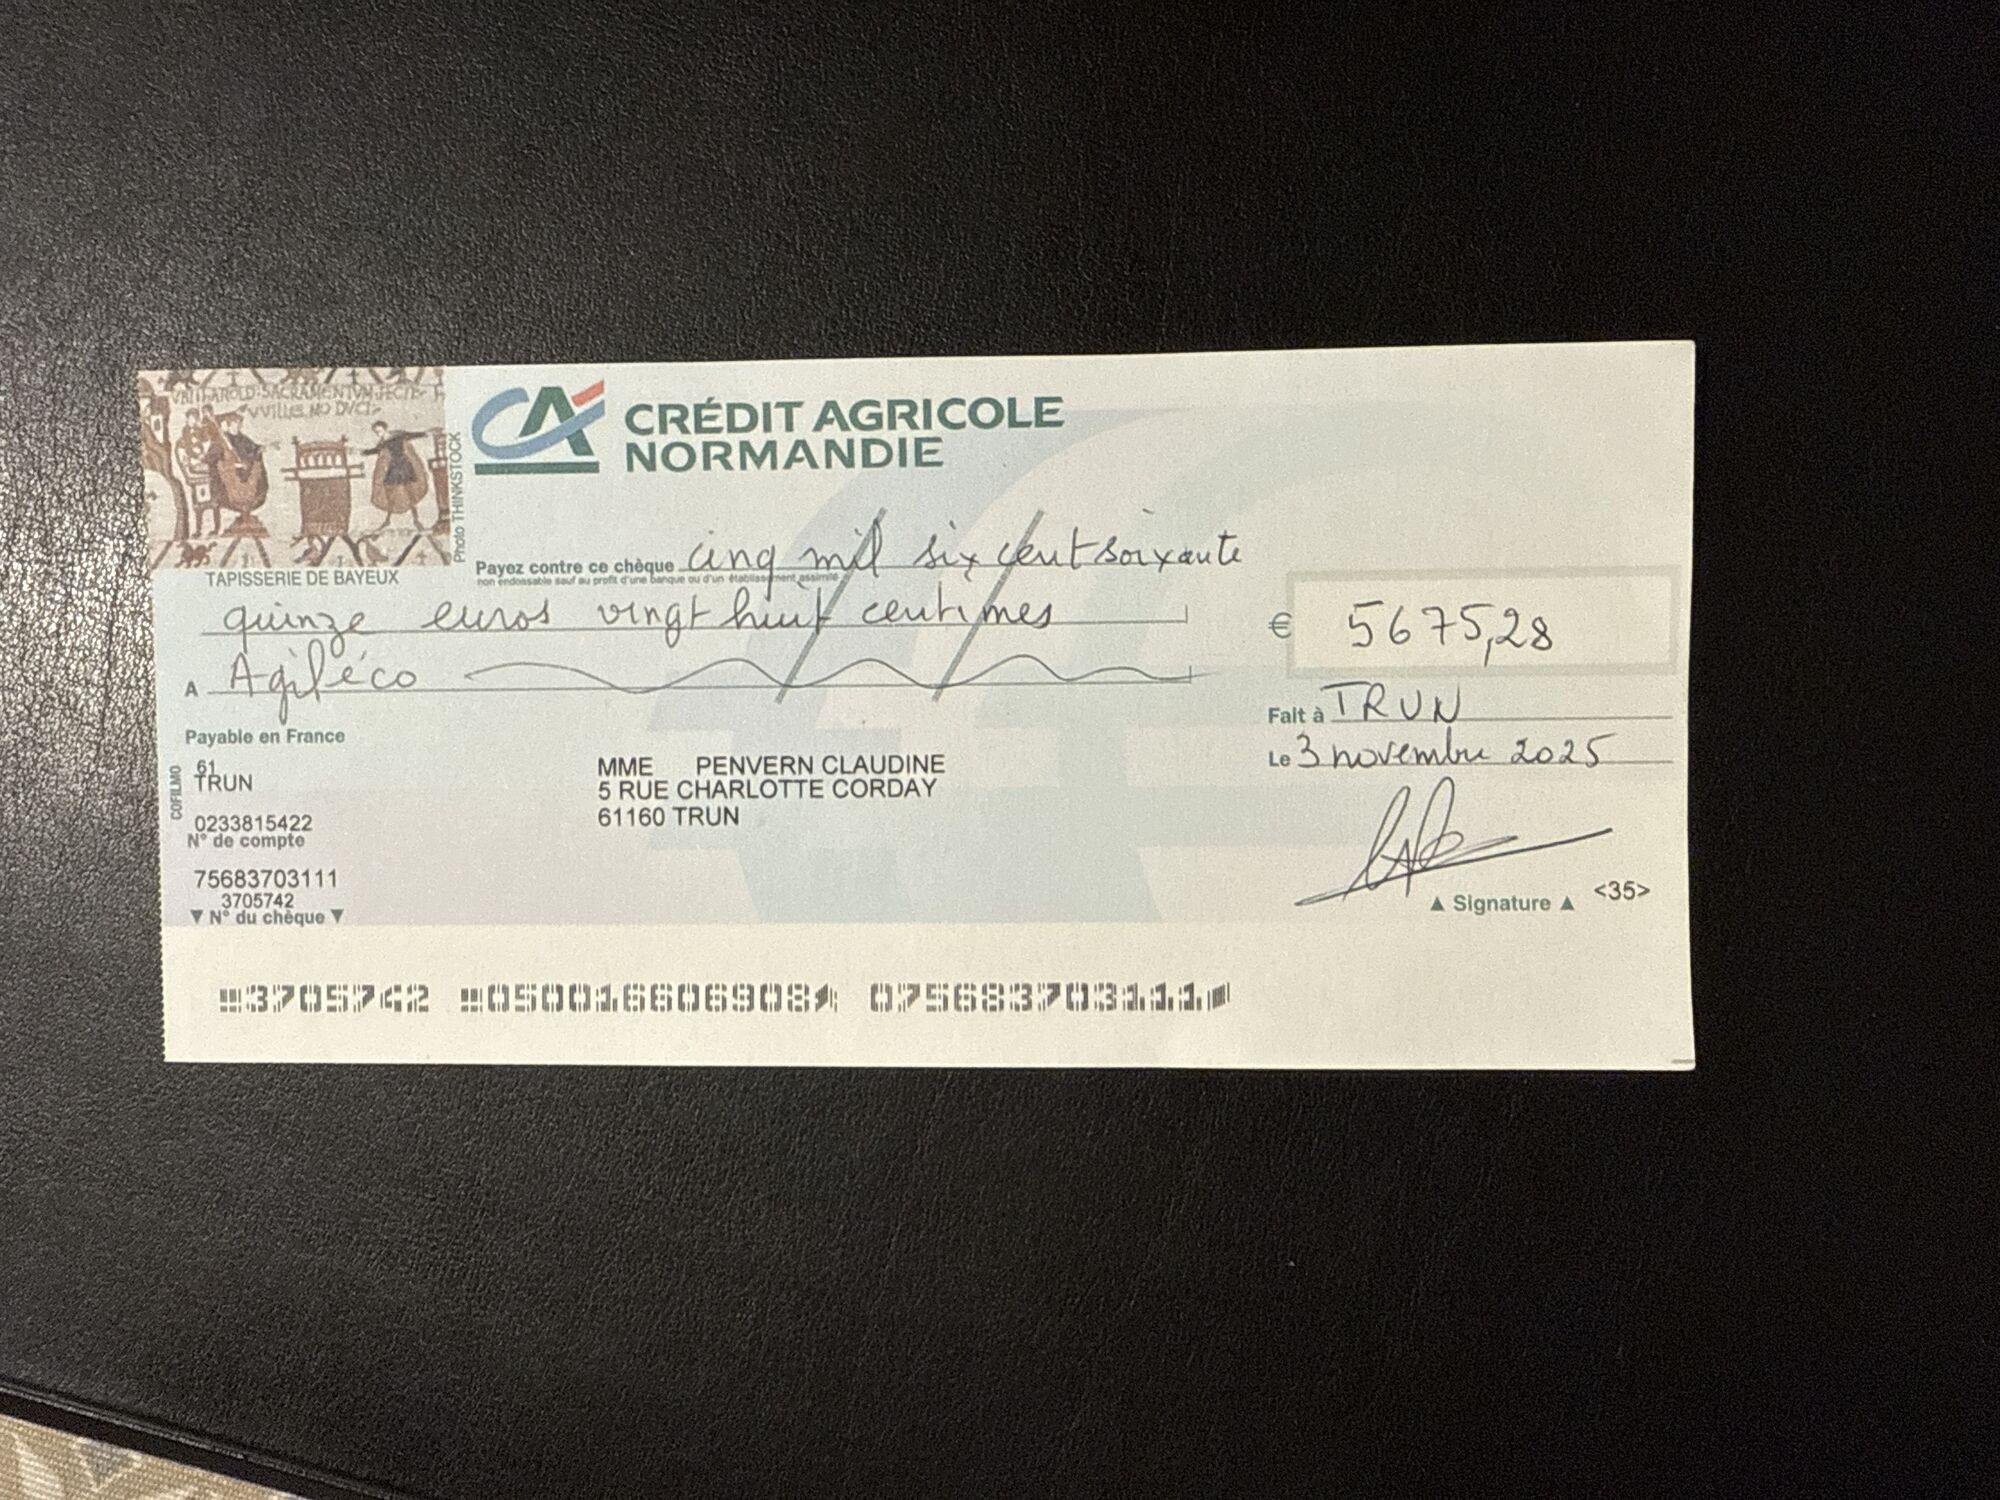 VBI HAROLD:SACRAMENTVM:FECIT
VVILLELMO DVCI
Photo THINKSTOCK
TAPISSERIE DE BAYEUX
CA
CRÉDIT AGRICOLE
NORMANDIE
Payez contre ce chèque cinq mil six cent soixante
non endossable sauf au profit d'une banque ou d'un établissement assimilé
quinze euros vingt huit centimes
€ 5675,28
A Agiléco
Fait à TRUN
Le 3 novembre 2025
Payable en France
COFILMO
61
TRUN
0233815422
N° de compte
75683703111
3705742
▼ N° du chèque ▼
MME PENVERN CLAUDINE
5 RUE CHARLOTTE CORDAY
61160 TRUN
▲ Signature ▲ <35>
3705742 050016606908 075683703111